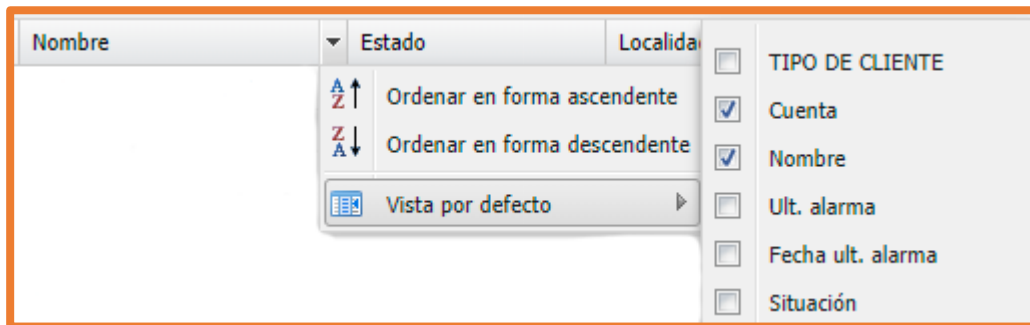 Nombre Estado Localida
Ordenar en forma ascendente
Ordenar en forma descendente
Vista por defecto
TIPO DE CLIENTE
Cuenta
Nombre
Ult. alarma
Fecha ult. alarma
Situación